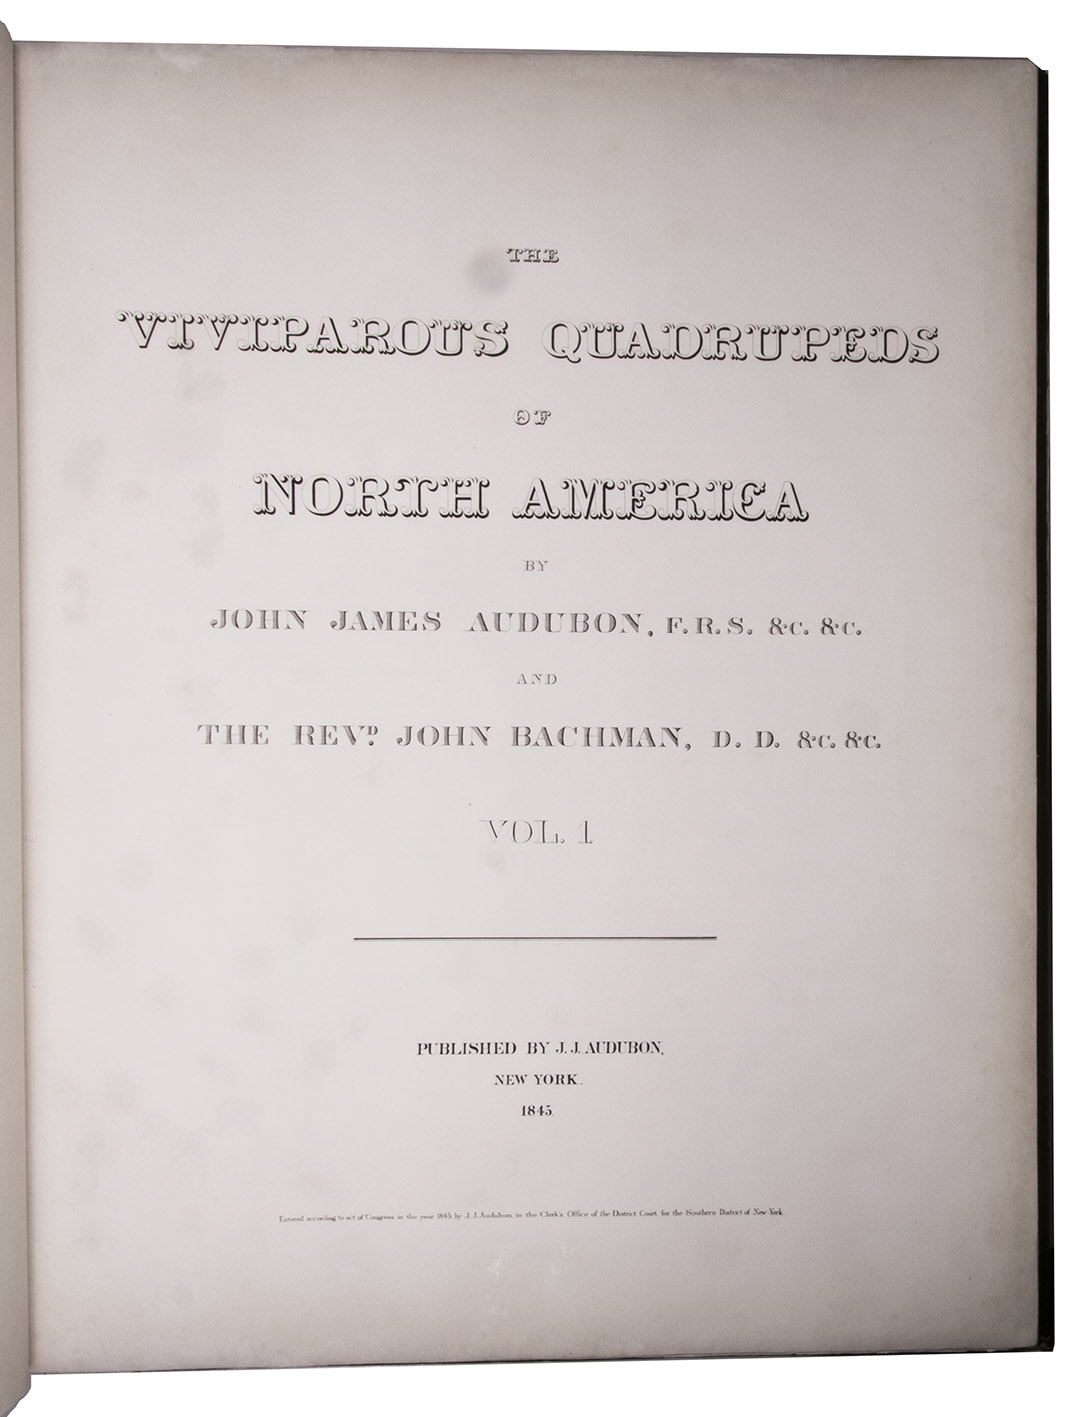 THE
VIVIPAROUS QUADRUPEDS
OF
NORTH AMERICA
BY
JOHN JAMES AUDUBON, F. R. S. &c. &c.
AND
THE REVᴰ. JOHN BACHMAN, D. D. &c. &c.
VOL. 1
PUBLISHED BY J. J. AUDUBON,
NEW YORK.
1845.
Entered according to act of Congress in the year 1845 by J. J. Audubon, in the Clerk's Office of the District Court for the Southern District of New York